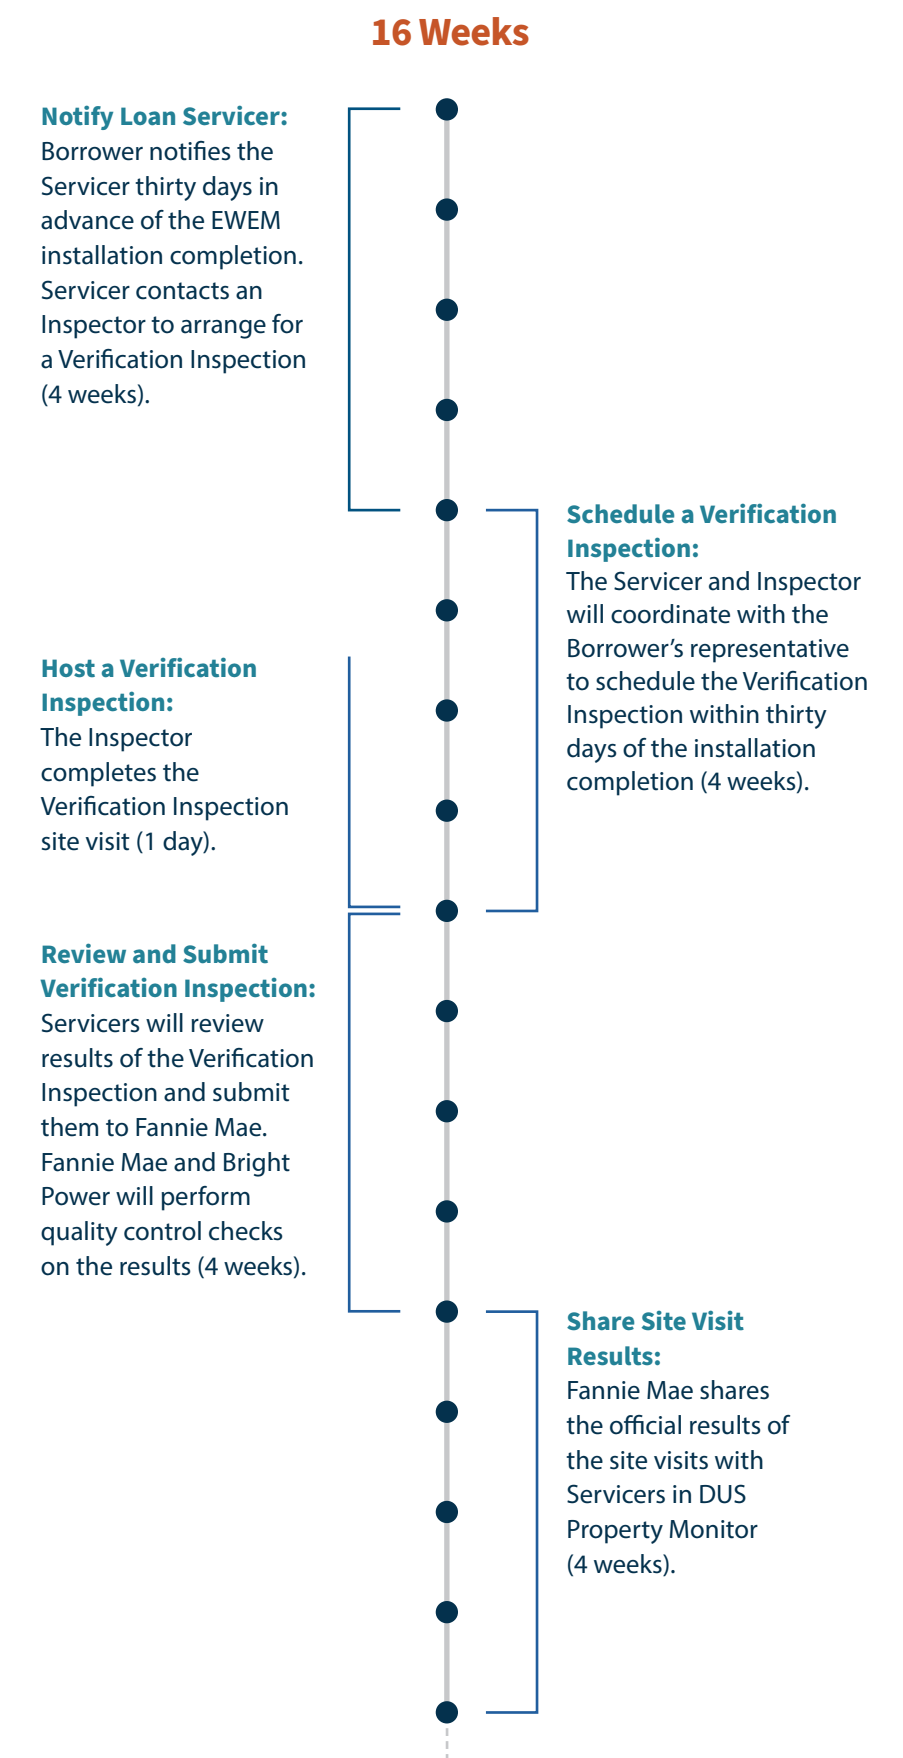 16 Weeks
Notify Loan Servicer:
Borrower notifies the
Servicer thirty days in
advance of the EWEM
installation completion.
Servicer contacts an
Inspector to arrange for
a Verification Inspection
(4 weeks).
Schedule a Verification
Inspection:
The Servicer and Inspector
will coordinate with the
Borrower’s representative
to schedule the Verification
Inspection within thirty
days of the installation
completion (4 weeks).
Host a Verification
Inspection:
The Inspector
completes the
Verification Inspection
site visit (1 day).
Review and Submit
Verification Inspection:
Servicers will review
results of the Verification
Inspection and submit
them to Fannie Mae.
Fannie Mae and Bright
Power will perform
quality control checks
on the results (4 weeks).
Share Site Visit
Results:
Fannie Mae shares
the official results of
the site visits with
Servicers in DUS
Property Monitor
(4 weeks).